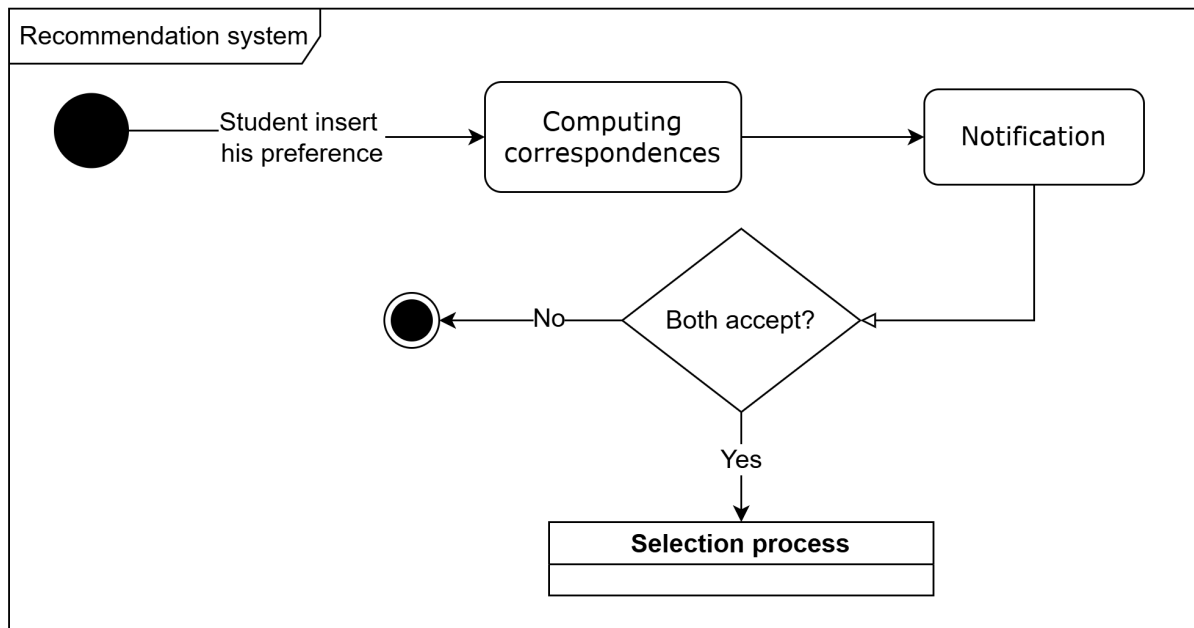 Recommendation system
Student insert
his preference
Computing
correspondences
Notification
Both accept?
No
Yes
Selection process